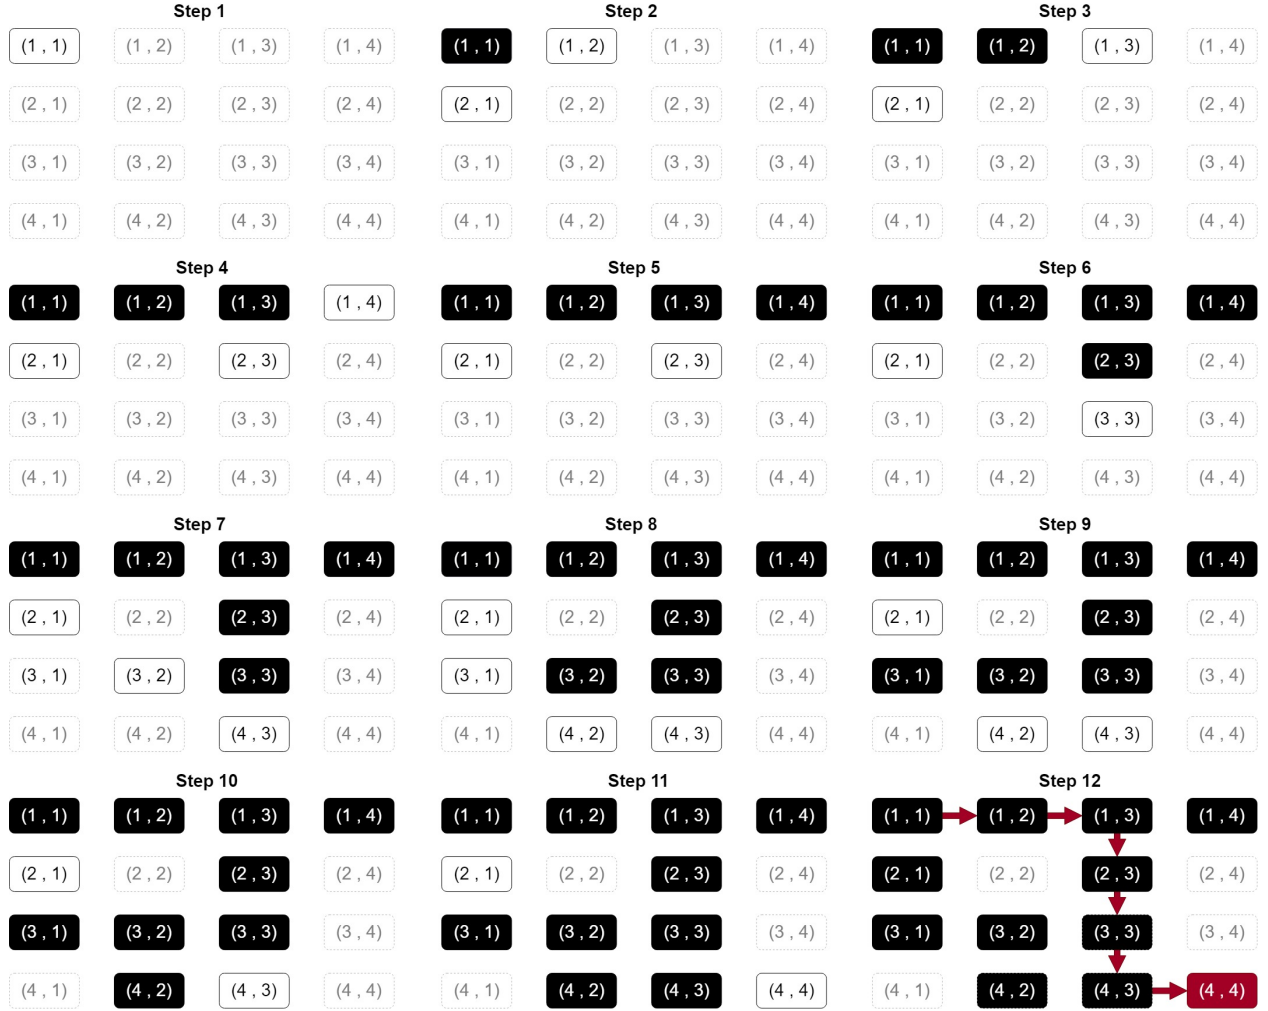 Step 1 Step 2 Step 3
(1 , 1) (1 , 2) (1 , 3) (1 , 4) (1 , 1) (1 , 2) (1 , 3) (1 , 4) (1 , 1) (1 , 2) (1 , 3) (1 , 4)
(2 , 1) (2 , 2) (2 , 3) (2 , 4) (2 , 1) (2 , 2) (2 , 3) (2 , 4) (2 , 1) (2 , 2) (2 , 3) (2 , 4)
(3 , 1) (3 , 2) (3 , 3) (3 , 4) (3 , 1) (3 , 2) (3 , 3) (3 , 4) (3 , 1) (3 , 2) (3 , 3) (3 , 4)
(4 , 1) (4 , 2) (4 , 3) (4 , 4) (4 , 1) (4 , 2) (4 , 3) (4 , 4) (4 , 1) (4 , 2) (4 , 3) (4 , 4)
Step 4 Step 5 Step 6
(1 , 1) (1 , 2) (1 , 3) (1 , 4) (1 , 1) (1 , 2) (1 , 3) (1 , 4) (1 , 1) (1 , 2) (1 , 3) (1 , 4)
(2 , 1) (2 , 2) (2 , 3) (2 , 4) (2 , 1) (2 , 2) (2 , 3) (2 , 4) (2 , 1) (2 , 2) (2 , 3) (2 , 4)
(3 , 1) (3 , 2) (3 , 3) (3 , 4) (3 , 1) (3 , 2) (3 , 3) (3 , 4) (3 , 1) (3 , 2) (3 , 3) (3 , 4)
(4 , 1) (4 , 2) (4 , 3) (4 , 4) (4 , 1) (4 , 2) (4 , 3) (4 , 4) (4 , 1) (4 , 2) (4 , 3) (4 , 4)
Step 7 Step 8 Step 9
(1 , 1) (1 , 2) (1 , 3) (1 , 4) (1 , 1) (1 , 2) (1 , 3) (1 , 4) (1 , 1) (1 , 2) (1 , 3) (1 , 4)
(2 , 1) (2 , 2) (2 , 3) (2 , 4) (2 , 1) (2 , 2) (2 , 3) (2 , 4) (2 , 1) (2 , 2) (2 , 3) (2 , 4)
(3 , 1) (3 , 2) (3 , 3) (3 , 4) (3 , 1) (3 , 2) (3 , 3) (3 , 4) (3 , 1) (3 , 2) (3 , 3) (3 , 4)
(4 , 1) (4 , 2) (4 , 3) (4 , 4) (4 , 1) (4 , 2) (4 , 3) (4 , 4) (4 , 1) (4 , 2) (4 , 3) (4 , 4)
Step 10 Step 11 Step 12
(1 , 1) (1 , 2) (1 , 3) (1 , 4) (1 , 1) (1 , 2) (1 , 3) (1 , 4) (1 , 1) (1 , 2) (1 , 3) (1 , 4)
(2 , 1) (2 , 2) (2 , 3) (2 , 4) (2 , 1) (2 , 2) (2 , 3) (2 , 4) (2 , 1) (2 , 2) (2 , 3) (2 , 4)
(3 , 1) (3 , 2) (3 , 3) (3 , 4) (3 , 1) (3 , 2) (3 , 3) (3 , 4) (3 , 1) (3 , 2) (3 , 3) (3 , 4)
(4 , 1) (4 , 2) (4 , 3) (4 , 4) (4 , 1) (4 , 2) (4 , 3) (4 , 4) (4 , 1) (4 , 2) (4 , 3) (4 , 4)